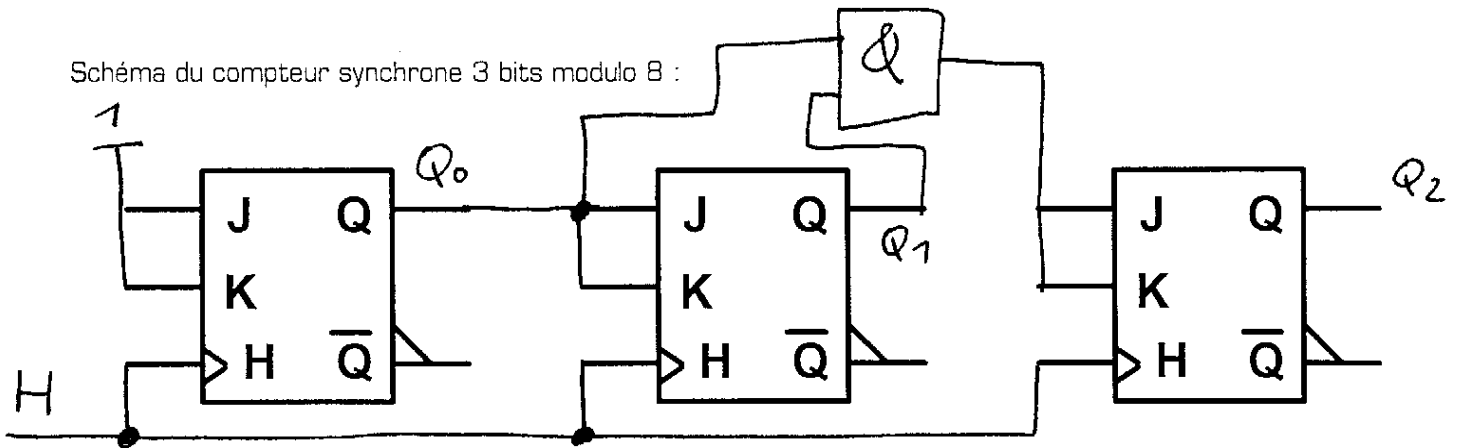 Schéma du compteur synchrone 3 bits modulo 8 :
&
1
Q0
Q2
J Q
J Q
J Q
Q1
K
K
K
H Q̅
H Q̅
H Q̅
H